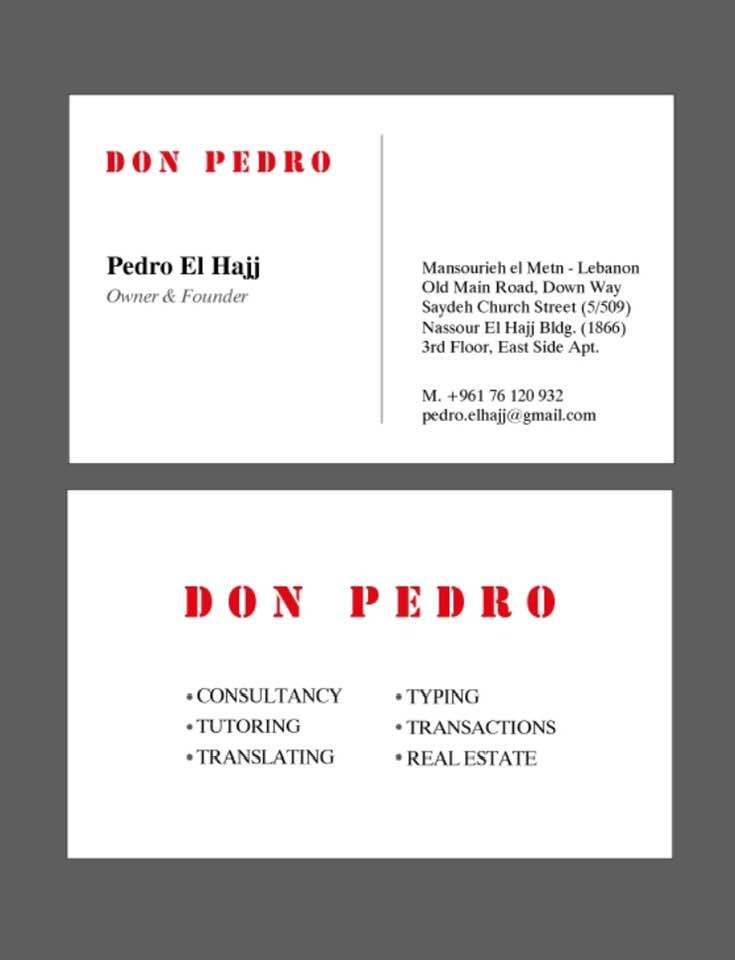 DON PEDRO
Pedro El Hajj
Owner & Founder
Mansourieh el Metn - Lebanon
Old Main Road, Down Way
Saydeh Church Street (5/509)
Nassour El Hajj Bldg. (1866)
3rd Floor, East Side Apt.
M. +961 76 120 932
pedro.elhajj@gmail.com
DON PEDRO
• CONSULTANCY
• TUTORING
• TRANSLATING
• TYPING
• TRANSACTIONS
• REAL ESTATE